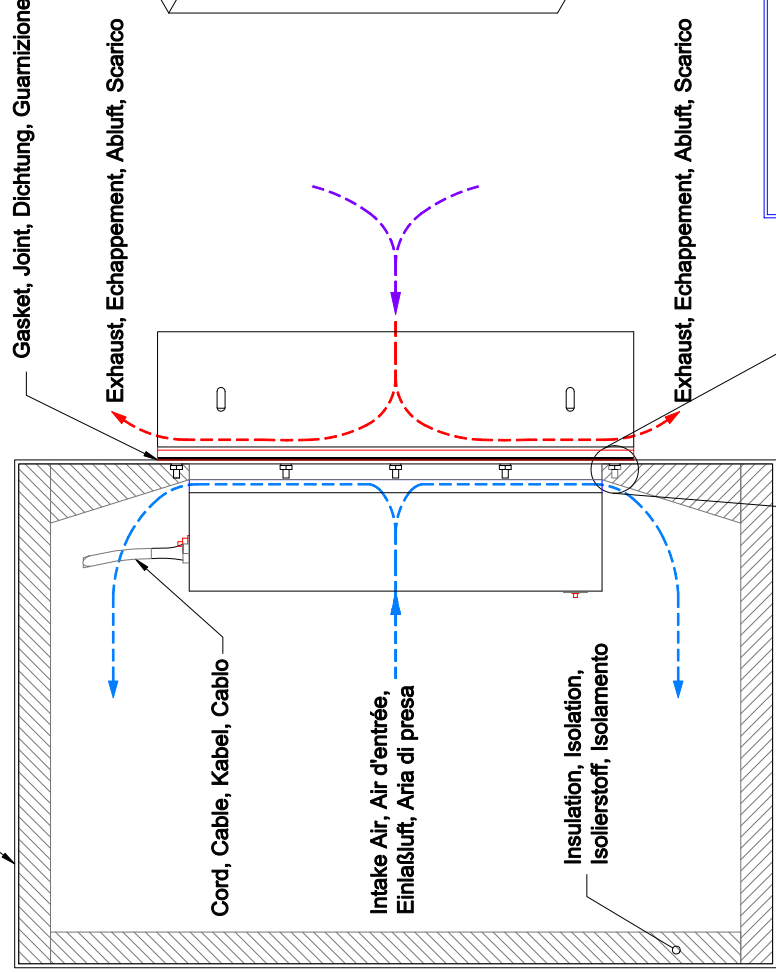 Gasket, Joint, Dichtung, Guarnizione
Exhaust, Echappement, Abluft, Scarico
Cord, Cable, Kabel, Cablo
Intake Air, Air d'entrée,
Einlaßluft, Aria di presa
Insulation, Isolation,
Isolierstoff, Isolamento
Exhaust, Echappement, Abluft, Scarico